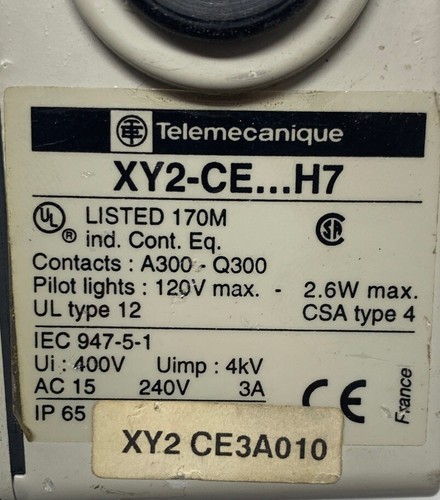 Telemecanique
XY2-CE...H7
UL ® LISTED 170M
ind. Cont. Eq.
Contacts : A300 - Q300
Pilot lights : 120V max. - 2.6W max.
UL type 12 CSA type 4
IEC 947-5-1
Ui : 400V Uimp : 4kV
AC 15 240V 3A
IP 65
CE
France
XY2 CE3A010